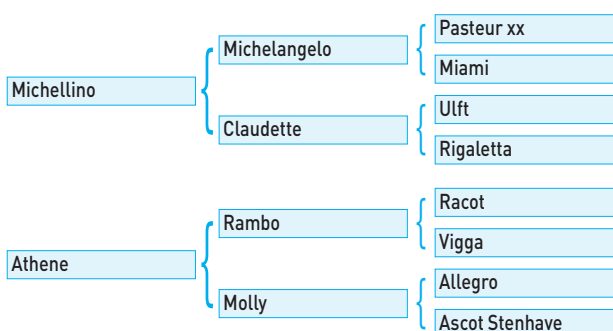 Michellino
Michelangelo
Pasteur xx
Miami
Claudette
Ulft
Rigaletta
Athene
Rambo
Racot
Vigga
Molly
Allegro
Ascot Stenhave